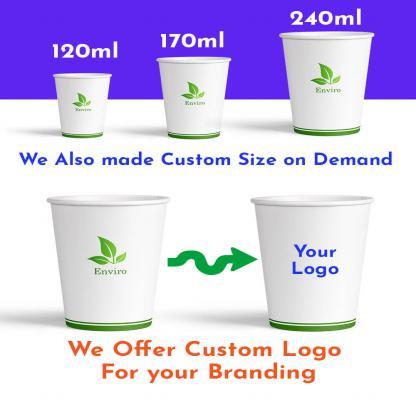 120ml
170ml
240ml
Enviro
Enviro
Enviro
We Also made Custom Size on Demand
Enviro
Your
Logo
We Offer Custom Logo
For your Branding